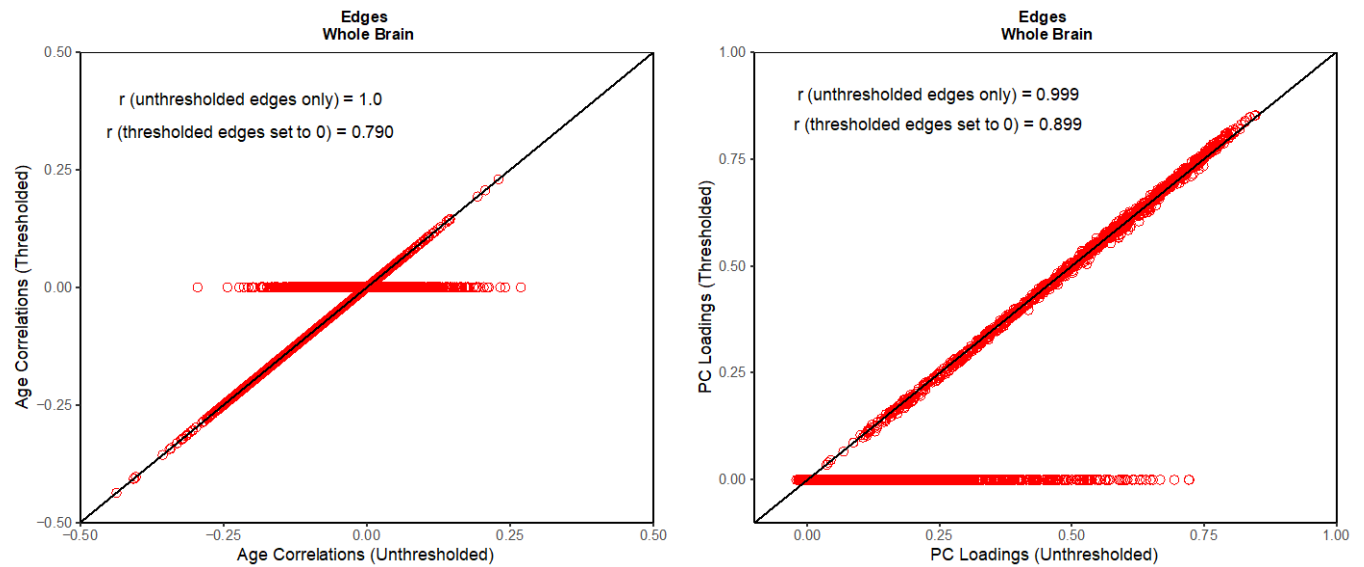 Edges
Whole Brain
0.50
0.25
0.00
−0.25
−0.50
−0.50
−0.25
0.00
0.25
0.50
r (unthresholded edges only) = 1.0
r (thresholded edges set to 0) = 0.790
Age Correlations (Thresholded)
Age Correlations (Unthresholded)
Edges
Whole Brain
1.00
0.75
0.50
0.25
0.00
0.00
0.25
0.50
0.75
1.00
r (unthresholded edges only) = 0.999
r (thresholded edges set to 0) = 0.899
PC Loadings (Thresholded)
PC Loadings (Unthresholded)